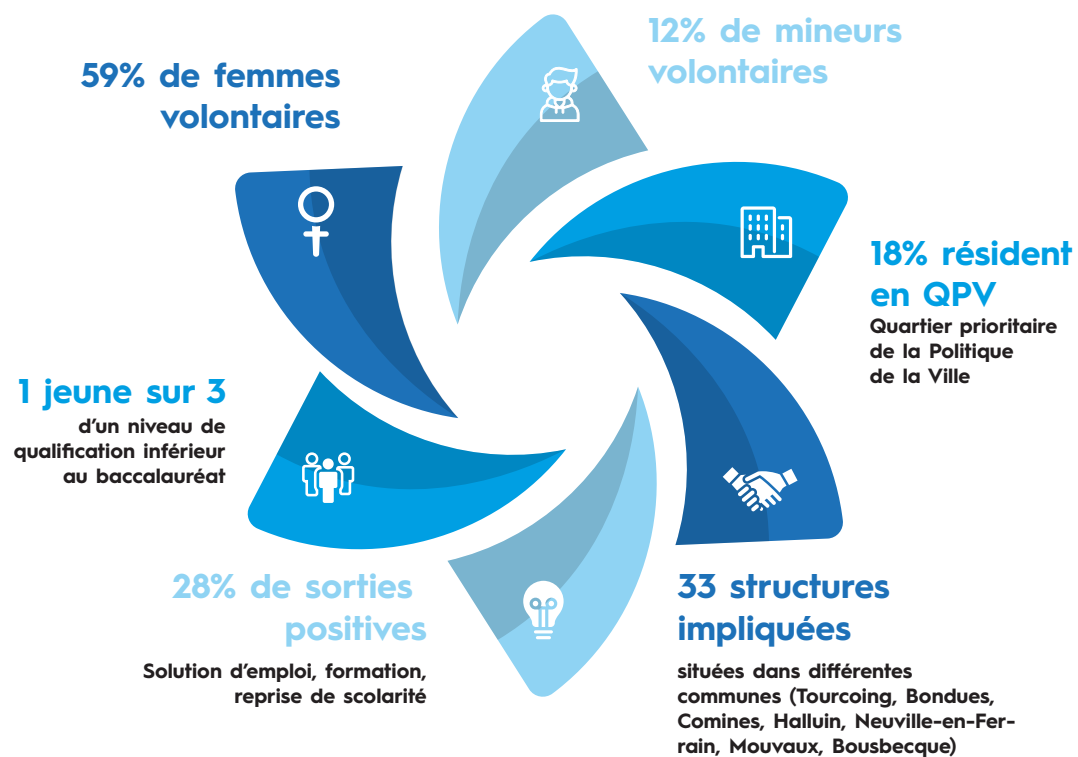 12% de mineurs
volontaires
59% de femmes
volontaires
18% résident
en QPV
Quartier prioritaire
de la Politique
de la Ville
1 jeune sur 3
d'un niveau de
qualification inférieur
au baccalauréat
28% de sorties
positives
Solution d'emploi, formation,
reprise de scolarité
33 structures
impliquées
situées dans différentes
communes (Tourcoing, Bondues,
Comines, Halluin, Neuville-en-Fer-
rain, Mouvaux, Bousbecque)